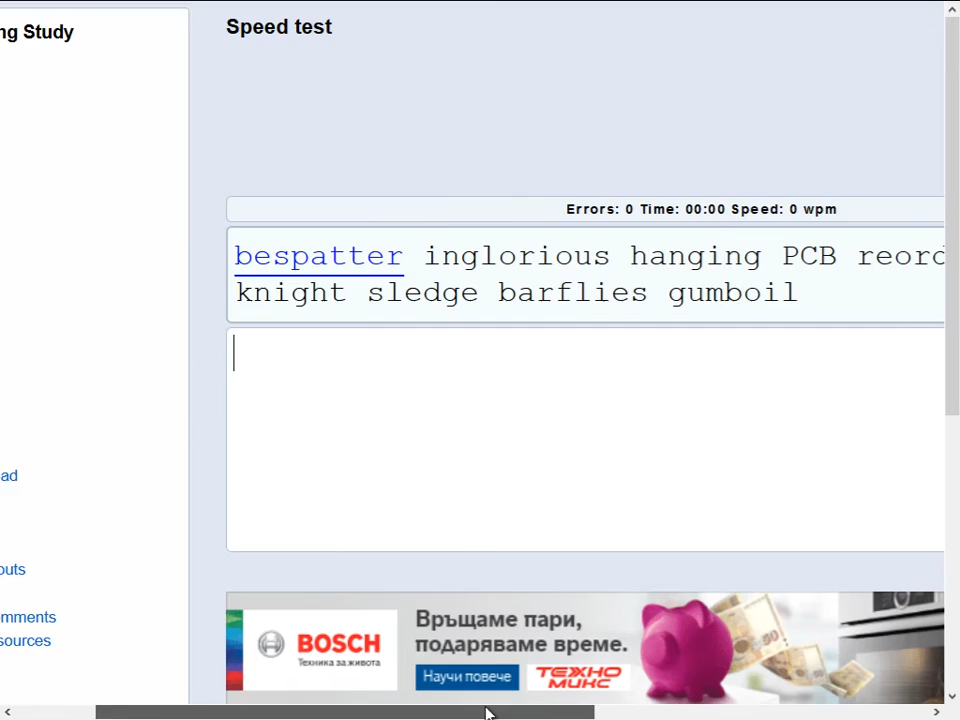 ng Study
Speed test
Errors: 0 Time: 00:00 Speed: 0 wpm
bespatter inglorious hanging PCB reord
knight sledge barflies gumboil
ad
outs
mments
sources
BOSCH
Техника за живота
Връщаме пари,
подаряваме време.
Научи повече
ТЕХНО
МИКС
50